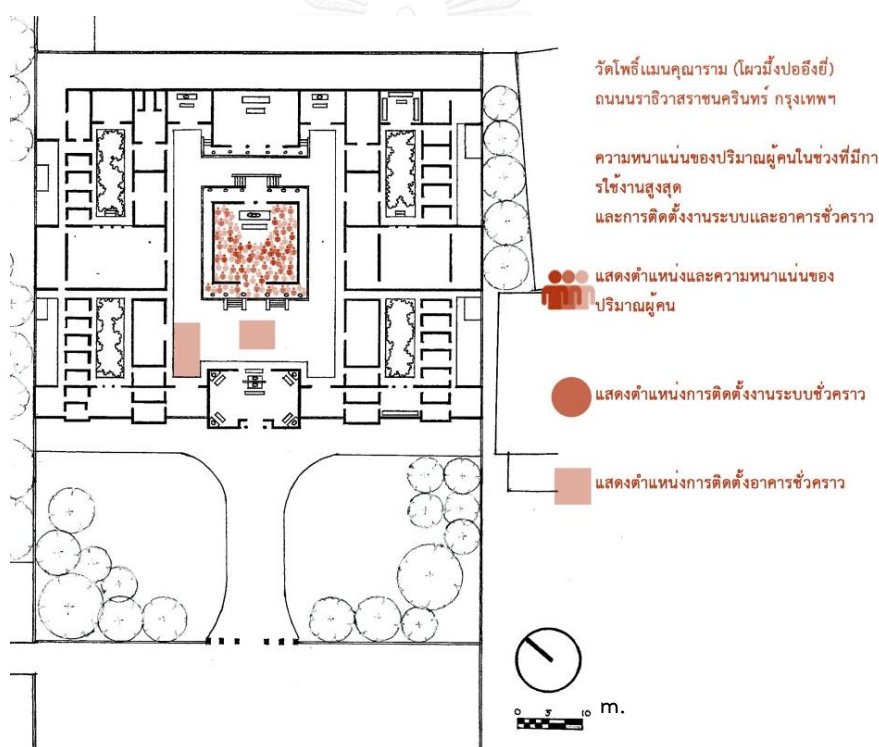 วัดโพธิ์แมนคุณาราม (โผวมึ้งปออึงยี่)
ถนนนราธิวาสราชนครินทร์ กรุงเทพฯ
ความหนาแน่นของปริมาณผู้คนในช่วงที่มีกา
รใช้งานสูงสุด
และการติดตั้งงานระบบและอาคารชั่วคราว
แสดงตำแหน่งและความหนาแน่นของ
ปริมาณผู้คน
แสดงตำแหน่งการติดตั้งงานระบบชั่วคราว
แสดงตำแหน่งการติดตั้งอาคารชั่วคราว
0 5 10 m.